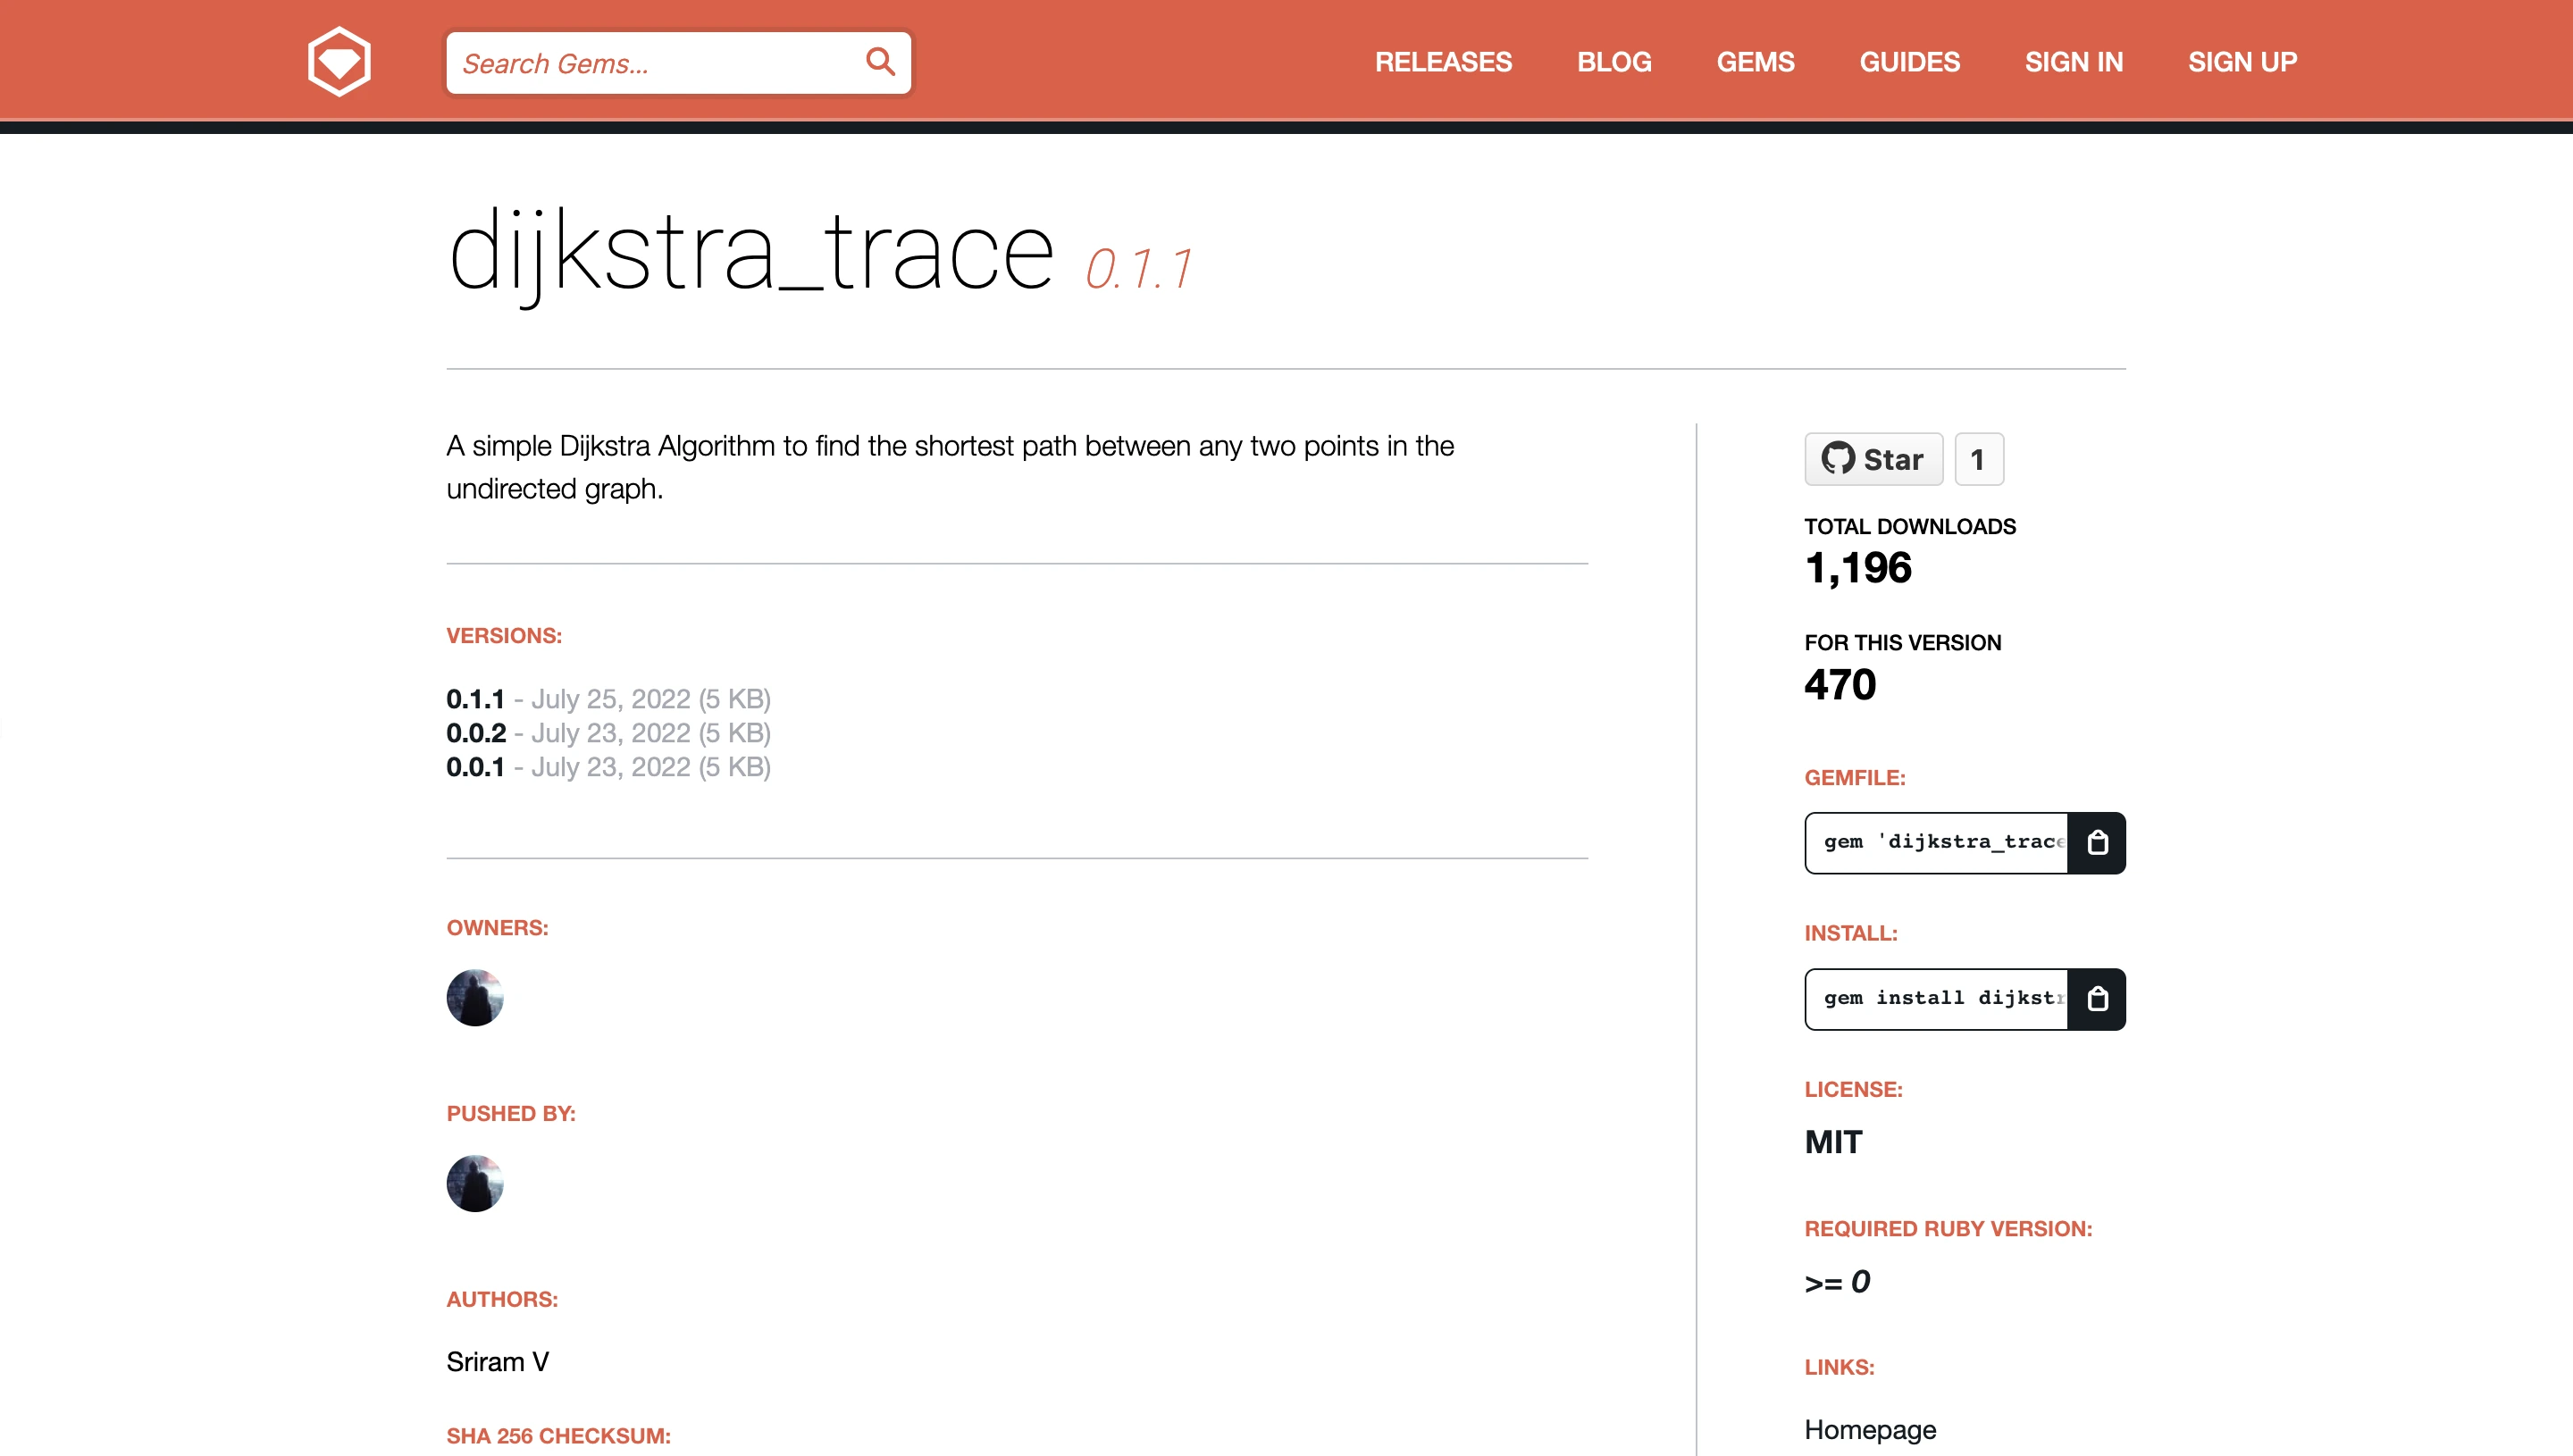 Search Gems...
RELEASES
BLOG
GEMS
GUIDES
SIGN IN
SIGN UP
dijkstra_trace 0.1.1
A simple Dijkstra Algorithm to find the shortest path between any two points in the
undirected graph.
VERSIONS:
0.1.1 - July 25, 2022 (5 KB)
0.0.2 - July 23, 2022 (5 KB)
0.0.1 - July 23, 2022 (5 KB)
OWNERS:
PUSHED BY:
AUTHORS:
Sriram V
SHA 256 CHECKSUM:
Star
1
TOTAL DOWNLOADS
1,196
FOR THIS VERSION
470
GEMFILE:
gem 'dijkstra_trace
INSTALL:
gem install dijkstr
LICENSE:
MIT
REQUIRED RUBY VERSION:
>= 0
LINKS:
Homepage